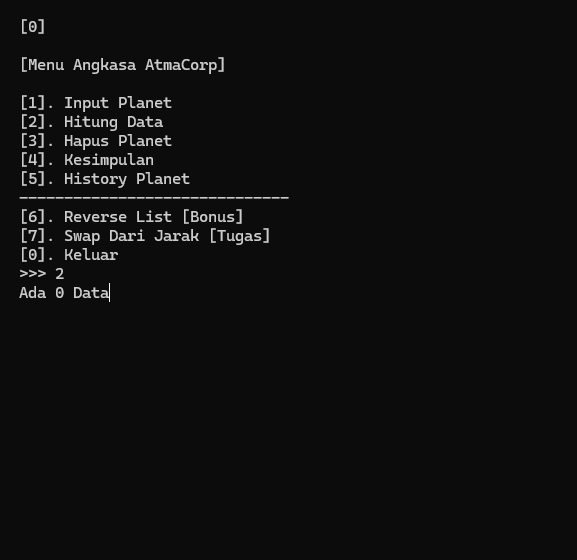 [0]
[Menu Angkasa AtmaCorp]
[1]. Input Planet
[2]. Hitung Data
[3]. Hapus Planet
[4]. Kesimpulan
[5]. History Planet
------------------------------
[6]. Reverse List [Bonus]
[7]. Swap Dari Jarak [Tugas]
[0]. Keluar
>>> 2
Ada 0 Data